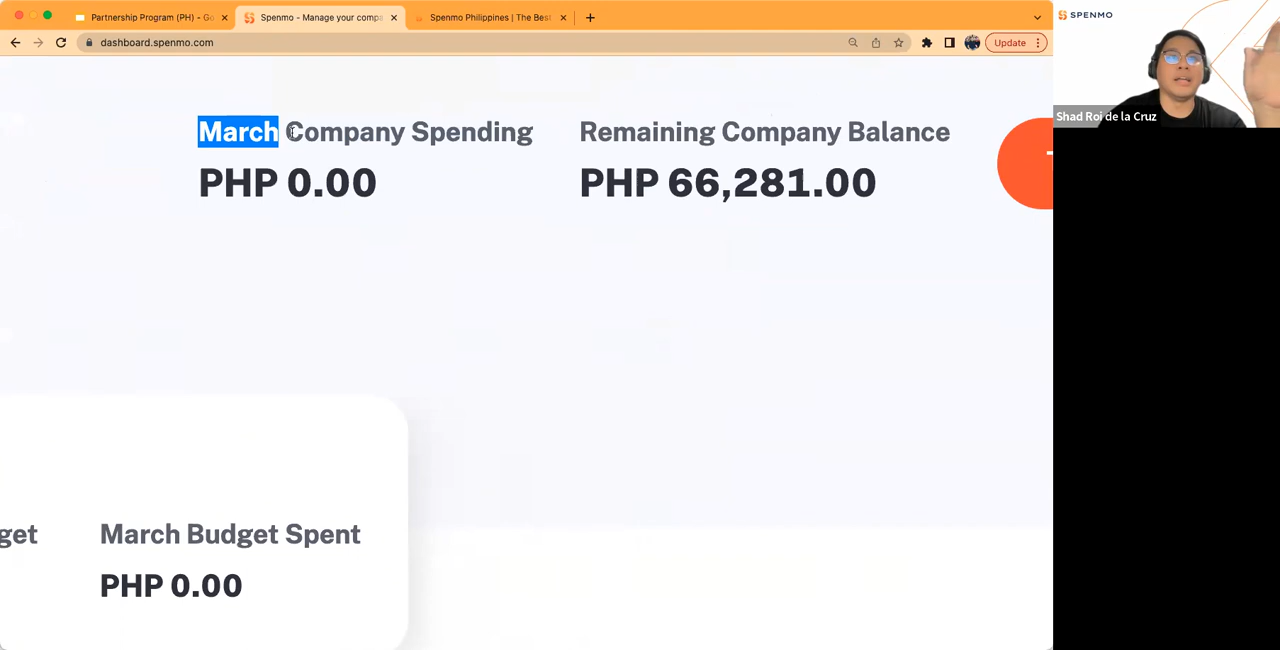 Partnership Program (PH) - Go
Spenmo - Manage your compa
Spenmo Philippines | The Best
dashboard.spenmo.com
Update
SPENMO
Shad Roi de la Cruz
March Company Spending
PHP 0.00
Remaining Company Balance
PHP 66,281.00
get
March Budget Spent
PHP 0.00